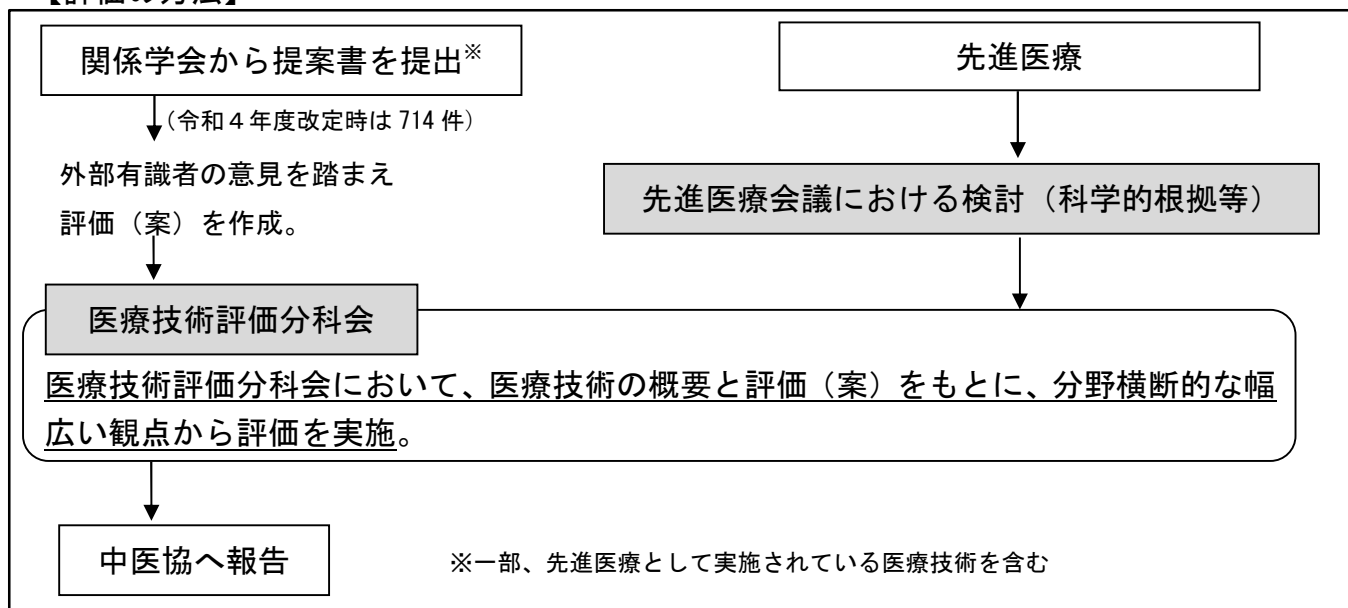 【評価の方法】
関係学会から提案書を提出※
（令和４年度改定時は 714 件）
外部有識者の意見を踏まえ
評価（案）を作成。
先進医療
先進医療会議における検討（科学的根拠等）
医療技術評価分科会
医療技術評価分科会において、医療技術の概要と評価（案）をもとに、分野横断的な幅
広い観点から評価を実施。
中医協へ報告
※一部、先進医療として実施されている医療技術を含む